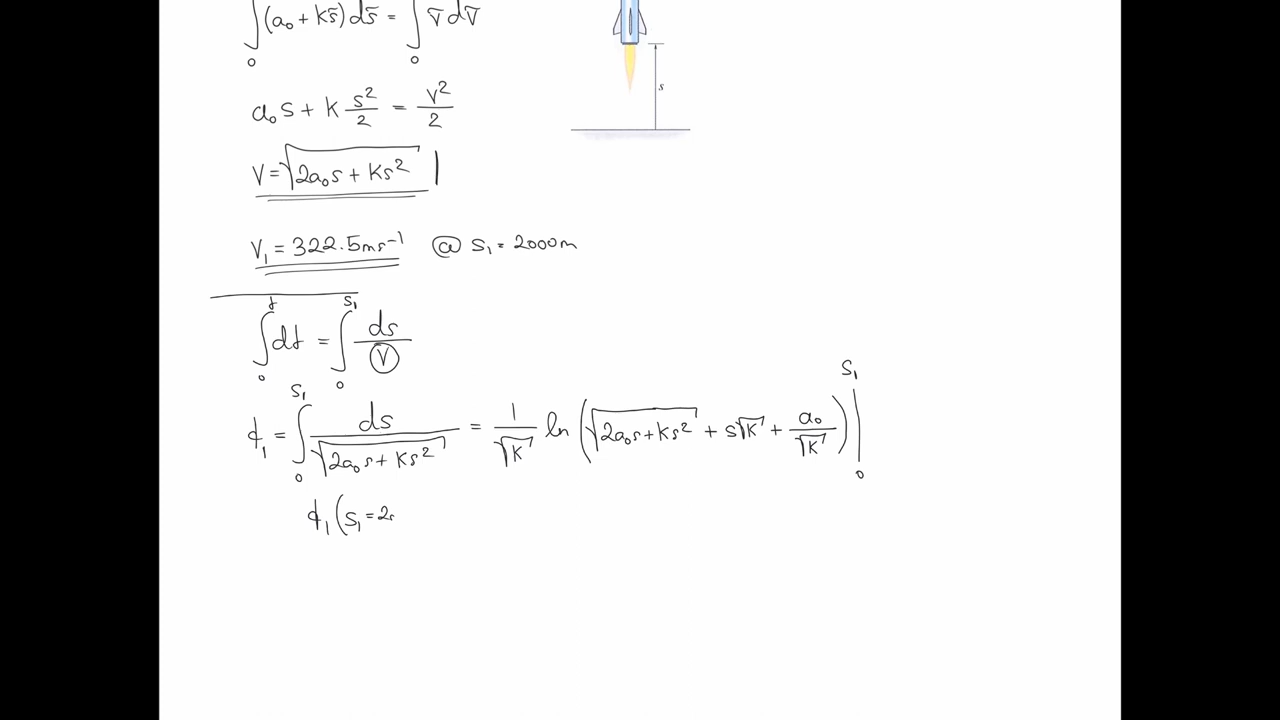 ∫₀ (a₀ + ks̄) ds̄ = ∫₀ v̄ dv̄
s
a₀s + k s²/2 = v²/2
V = √(2a₀s + ks²)
V₁ = 322.5 ms⁻¹ @ S₁ = 2000m
∫₀ᵗ dt = ∫₀^S₁ ds/V
t₁ = ∫₀^S₁ ds/√(2a₀s + ks²) = 1/√k ln(√(2a₀s + ks²) + s√k + a₀/√k) |₀^S₁
t₁(S₁ = 2